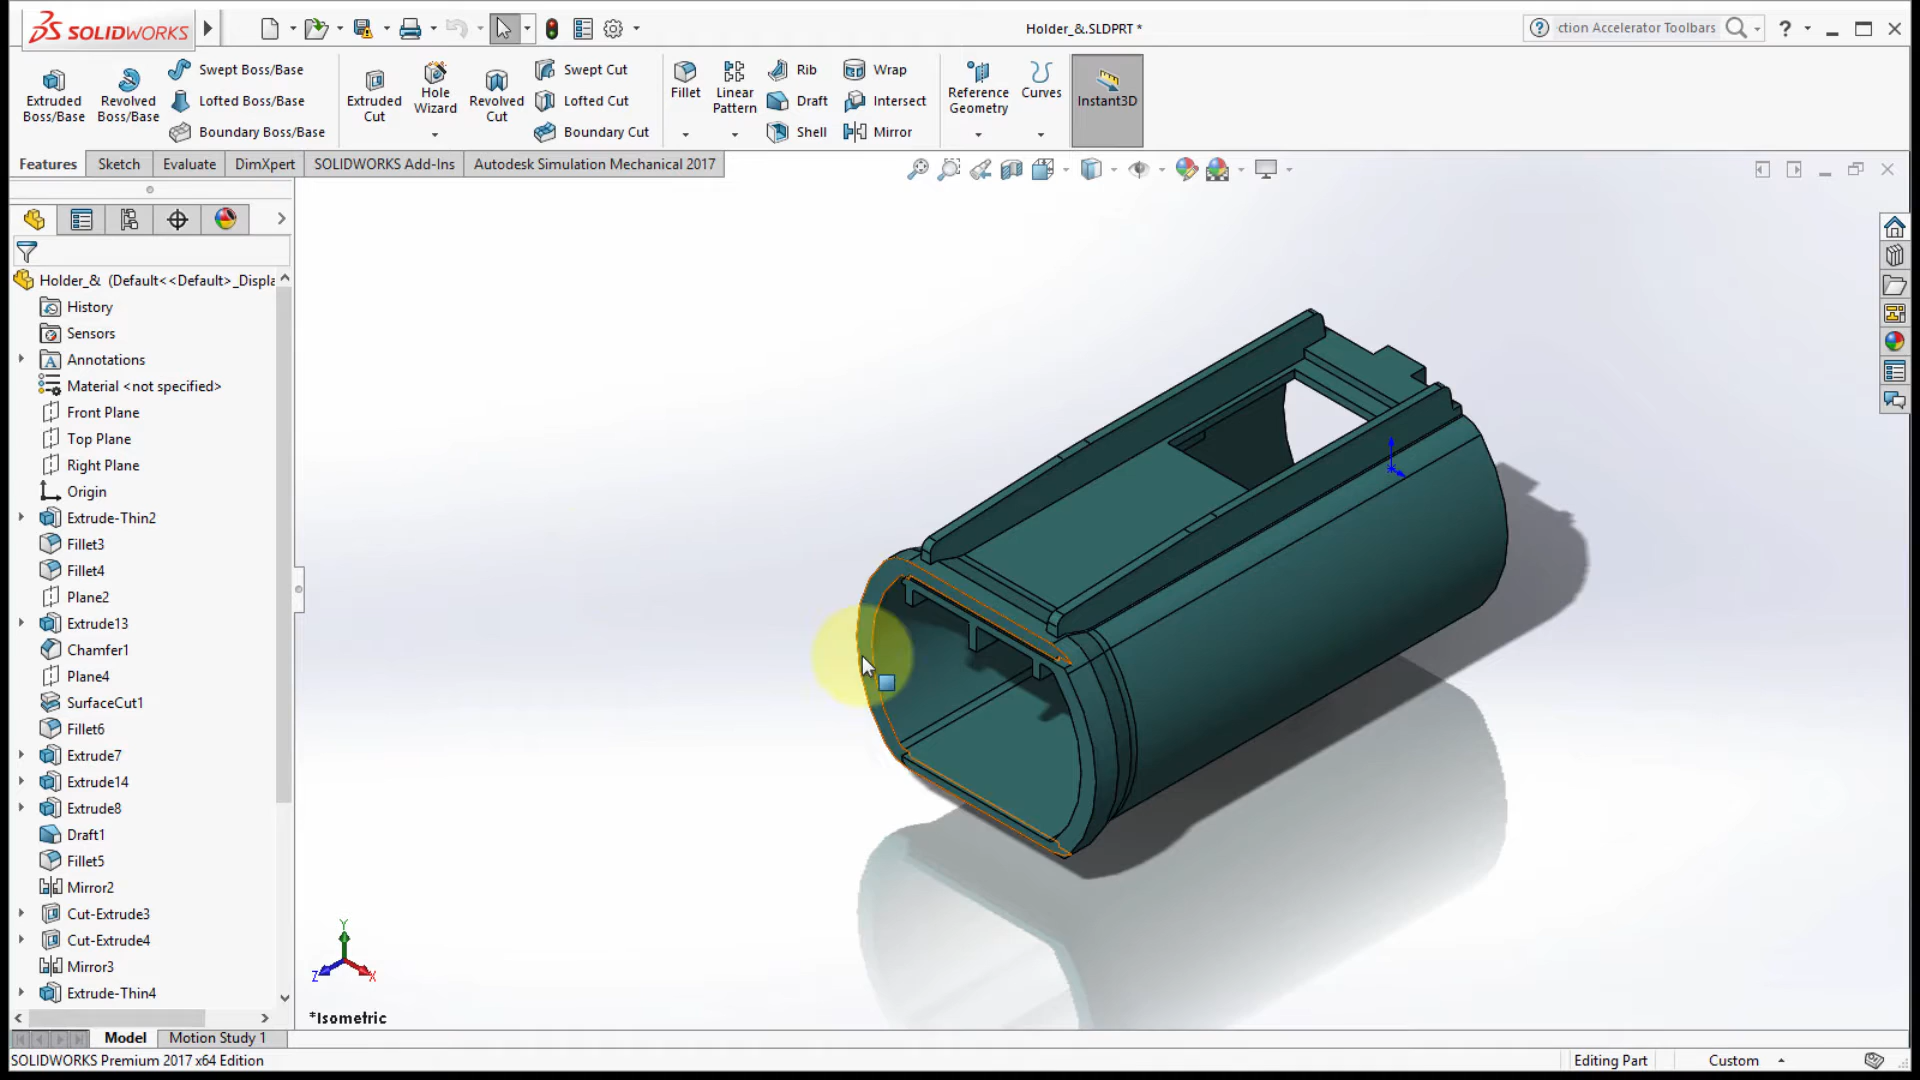 SOLIDWORKS
Holder_&.SLDPRT *
ction Accelerator Toolbars
Extruded Boss/Base
Revolved Boss/Base
Swept Boss/Base
Lofted Boss/Base
Boundary Boss/Base
Extruded Cut
Hole Wizard
Revolved Cut
Swept Cut
Lofted Cut
Boundary Cut
Fillet
Linear Pattern
Rib
Draft
Shell
Wrap
Intersect
Mirror
Reference Geometry
Curves
Instant3D
Features
Sketch
Evaluate
DimXpert
SOLIDWORKS Add-Ins
Autodesk Simulation Mechanical 2017
Holder_& (Default<<Default>_Displa
History
Sensors
Annotations
Material <not specified>
Front Plane
Top Plane
Right Plane
Origin
Extrude-Thin2
Fillet3
Fillet4
Plane2
Extrude13
Chamfer1
Plane4
SurfaceCut1
Fillet6
Extrude7
Extrude14
Extrude8
Draft1
Fillet5
Mirror2
Cut-Extrude3
Cut-Extrude4
Mirror3
Extrude-Thin4
Y
Z
X
*Isometric
Model
Motion Study 1
SOLIDWORKS Premium 2017 x64 Edition
Editing Part
Custom